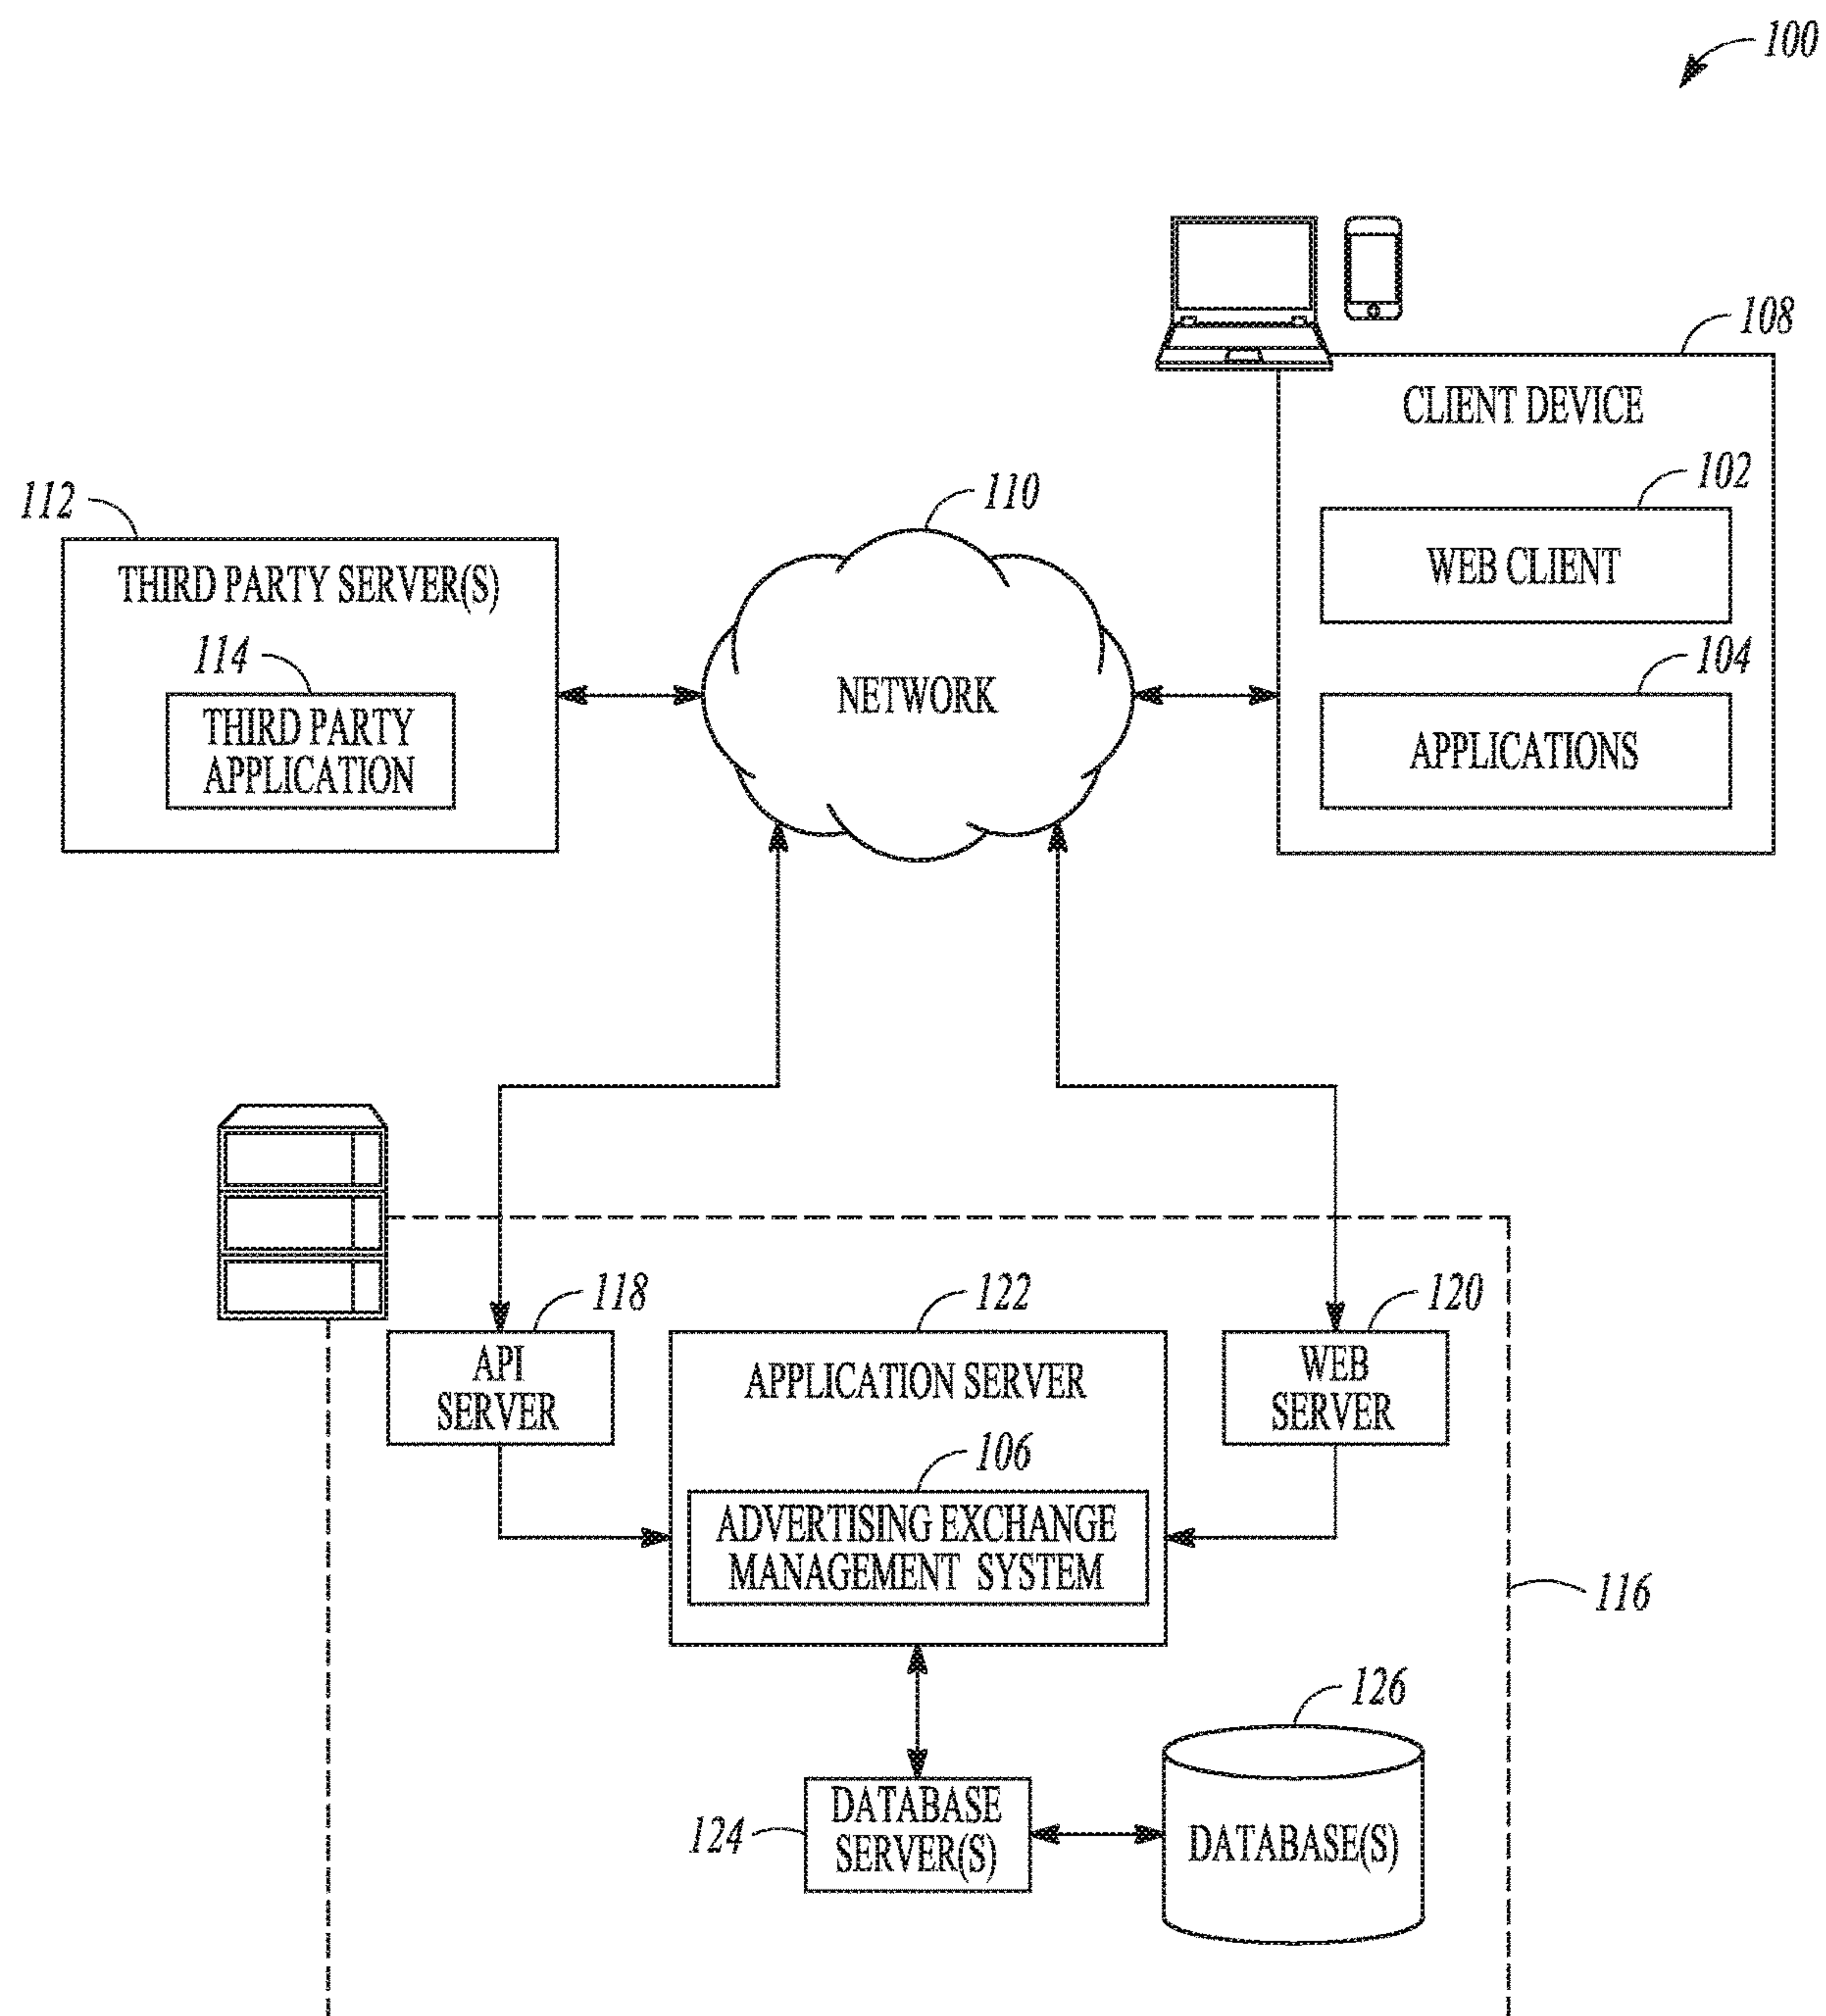 100
108
CLIENT DEVICE
102
WEB CLIENT
104
APPLICATIONS
112
THIRD PARTY SERVER(S)
114
THIRD PARTY
APPLICATION
110
NETWORK
118
API
SERVER
122
APPLICATION SERVER
106
ADVERTISING EXCHANGE
MANAGEMENT SYSTEM
120
WEB
SERVER
116
124
DATABASE
SERVER(S)
126
DATABASE(S)